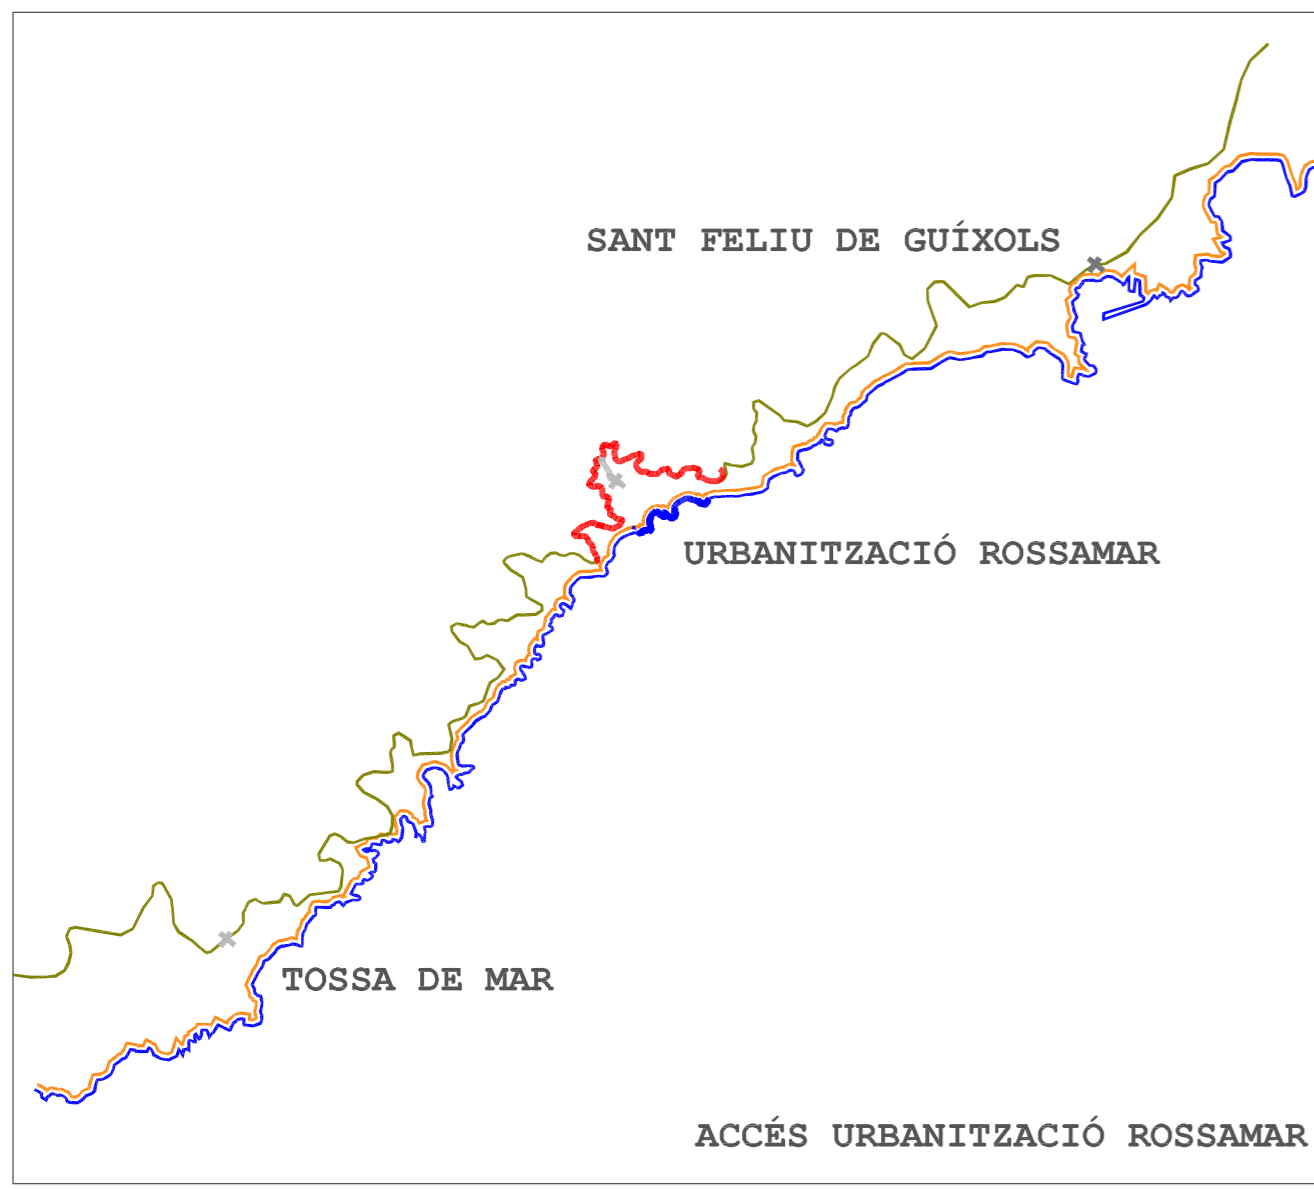 SANT FELIU DE GUÍXOLS
URBANITZACIÓ ROSSAMAR
TOSSA DE MAR
ACCÉS URBANITZACIÓ ROSSAMAR